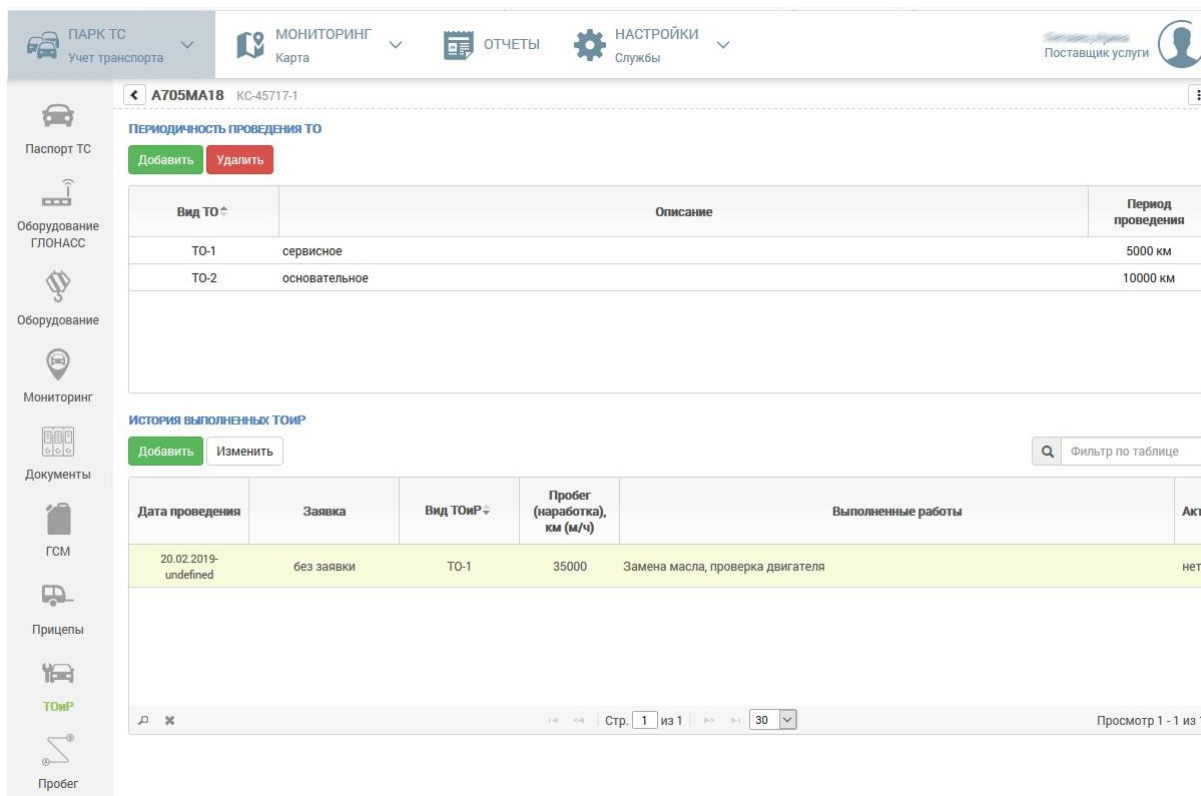 ПАРК ТС
Учет транспорта
МОНИТОРИНГ
Карта
ОТЧЕТЫ
НАСТРОЙКИ
Службы
Поставщик услуги
А705МА18 КС-45717-1
Паспорт ТС
Оборудование
ГЛОНАСС
Оборудование
Мониторинг
Документы
ГСМ
Прицепы
ТОиР
Пробег
ПЕРИОДИЧНОСТЬ ПРОВЕДЕНИЯ ТО
Добавить Удалить
Вид ТО Описание Период
проведения
ТО-1 сервисное 5000 км
ТО-2 основательное 10000 км
ИСТОРИЯ ВЫПОЛНЕННЫХ ТОИР
Добавить Изменить Фильтр по таблице
Дата проведения Заявка Вид ТОиР Пробег
(наработка),
км (м/ч) Выполненные работы Акт
20.02.2019-
undefined без заявки ТО-1 35000 Замена масла, проверка двигателя нет
Стр. 1 из 1 30 Просмотр 1 - 1 из 1